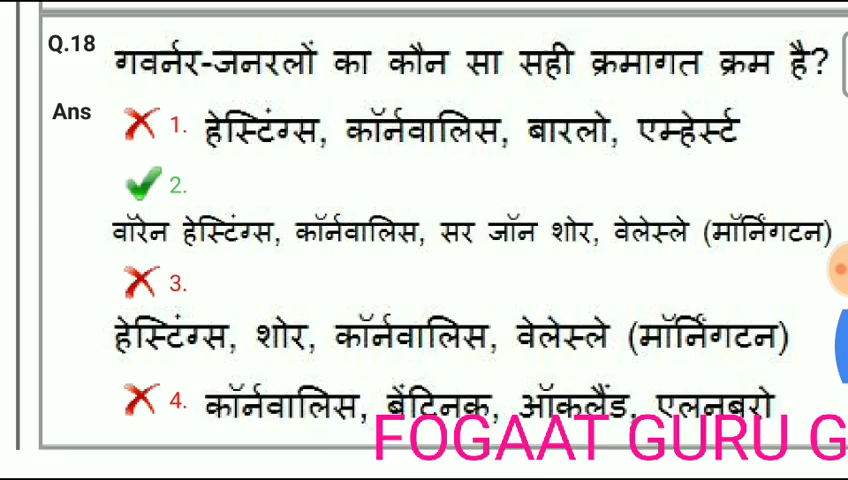 Q.18 गवर्नर-जनरलों का कौन सा सही क्रमागत क्रम है?
Ans 1. हेस्टिंग्स, कॉर्नवालिस, बारलो, एम्हेर्स्ट
2.
वॉरेन हेस्टिंग्स, कॉर्नवालिस, सर जॉन शोर, वेलेस्ले (मॉर्निंगटन)
3.
हेस्टिंग्स, शोर, कॉर्नवालिस, वेलेस्ले (मॉर्निंगटन)
4. कॉर्नवालिस, बेंटिनक, ऑकलैंड, एलनबरो
FOGAAT GURU G